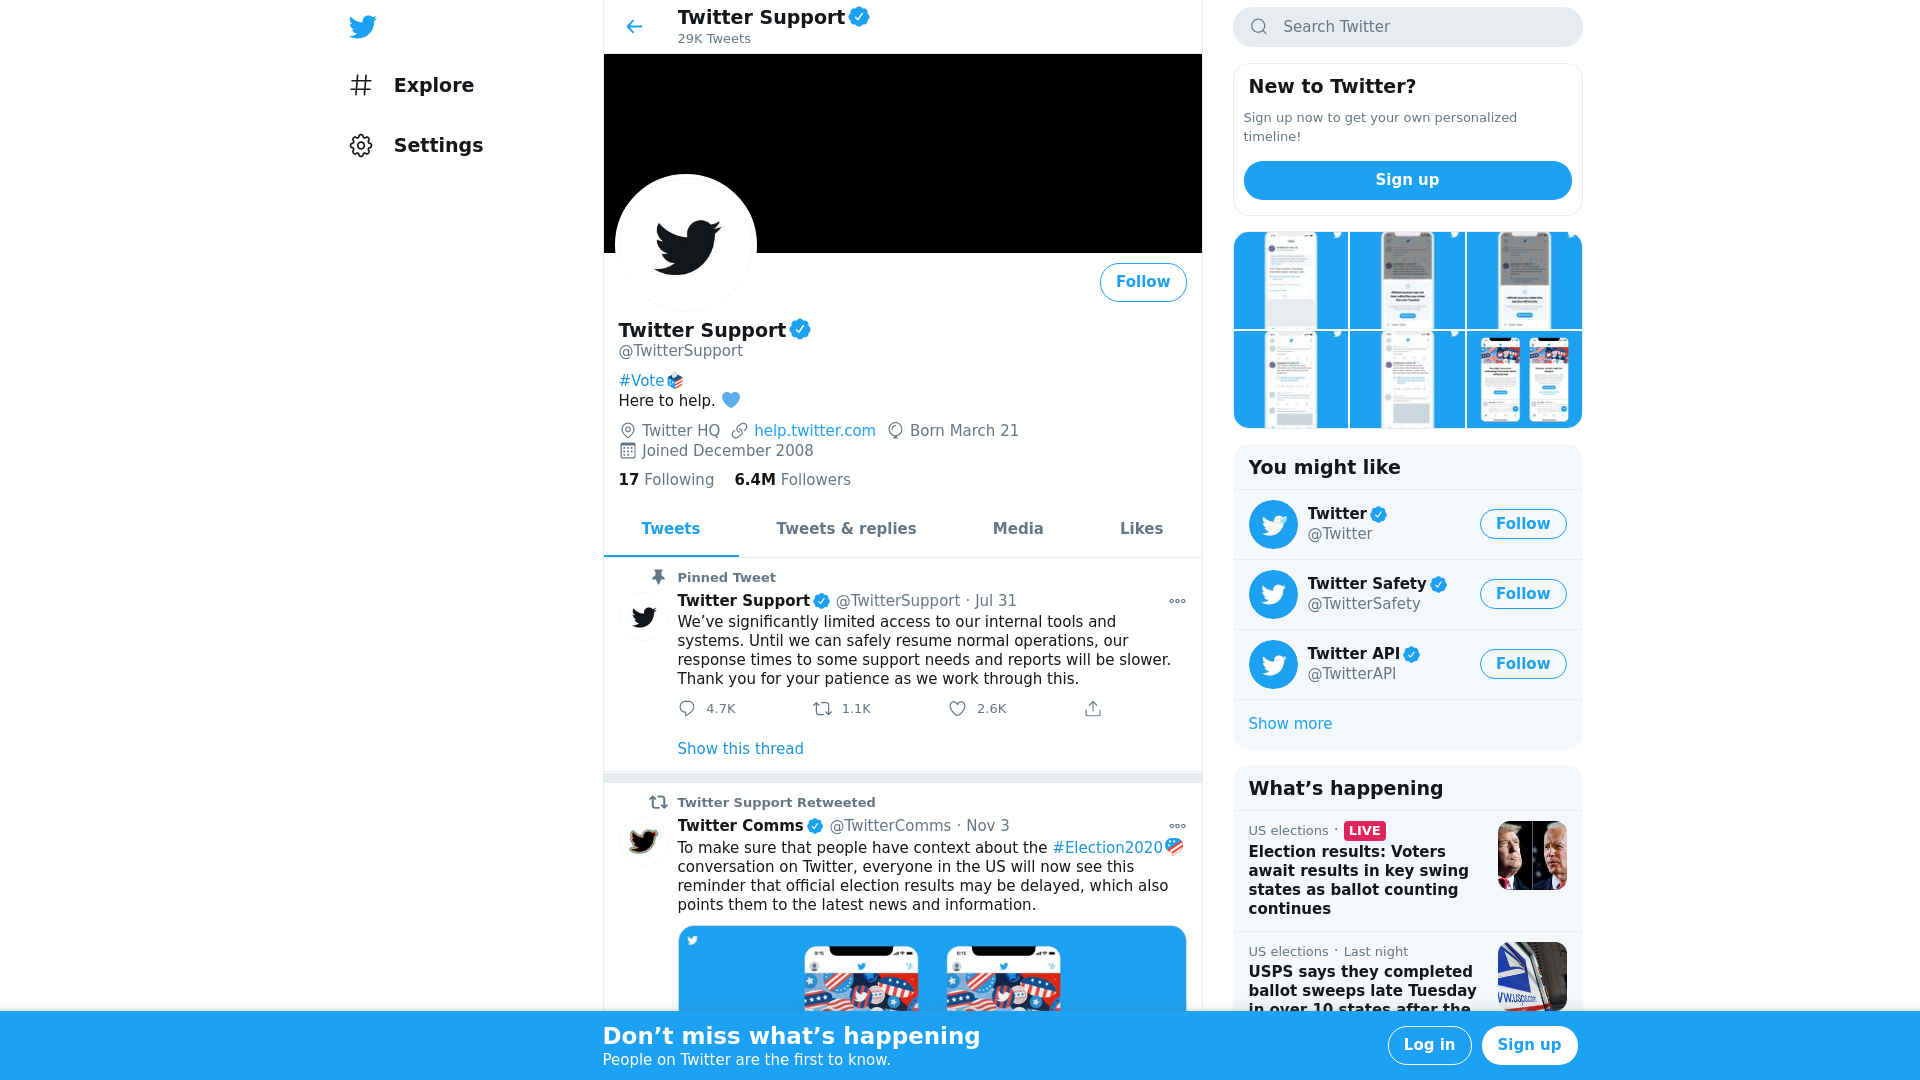 Explore
Settings
Twitter Support
29K Tweets
Follow
Twitter Support
@TwitterSupport
#Vote
Here to help.
Twitter HQ help.twitter.com Born March 21
Joined December 2008
17 Following 6.4M Followers
Tweets Tweets & replies Media Likes
Pinned Tweet
Twitter Support @TwitterSupport · Jul 31
We’ve significantly limited access to our internal tools and
systems. Until we can safely resume normal operations, our
response times to some support needs and reports will be slower.
Thank you for your patience as we work through this.
4.7K 1.1K 2.6K
Show this thread
Twitter Support Retweeted
Twitter Comms @TwitterComms · Nov 3
To make sure that people have context about the #Election2020
conversation on Twitter, everyone in the US will now see this
reminder that official election results may be delayed, which also
points them to the latest news and information.
9:15 9:15
Search Twitter
New to Twitter?
Sign up now to get your own personalized
timeline!
Sign up
You might like
Twitter
@Twitter
Follow
Twitter Safety
@TwitterSafety
Follow
Twitter API
@TwitterAPI
Follow
Show more
What’s happening
US elections · LIVE
Election results: Voters
await results in key swing
states as ballot counting
continues
US elections · Last night
USPS says they completed
ballot sweeps late Tuesday
in over 10 states after the
Don’t miss what’s happening
People on Twitter are the first to know.
Log in
Sign up